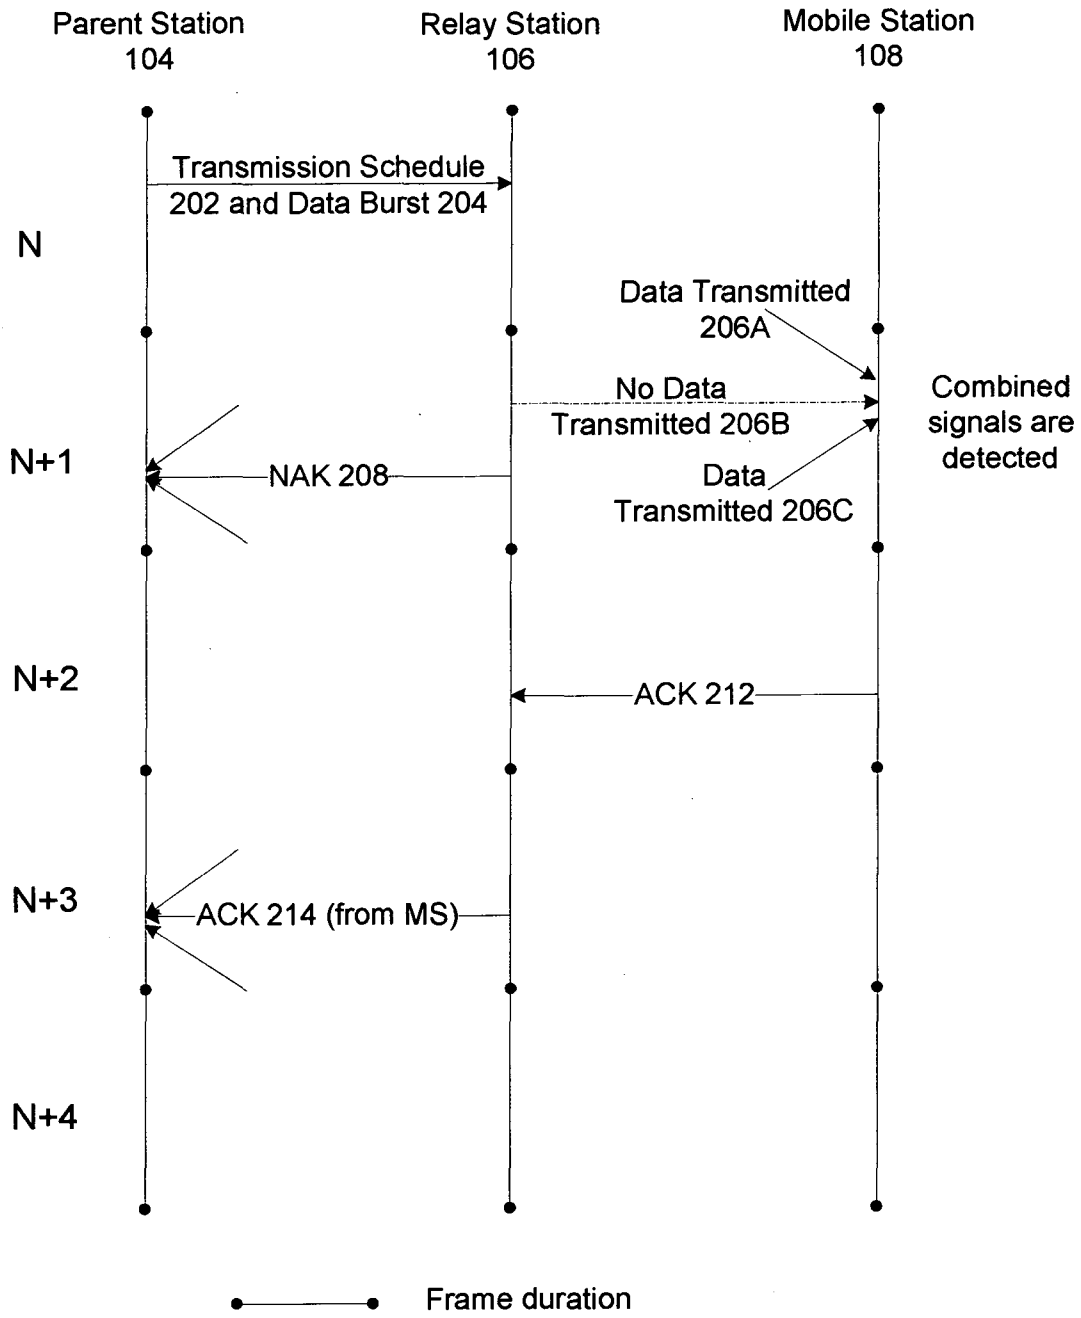 Parent Station
104
Relay Station
106
Mobile Station
108
Transmission Schedule
202 and Data Burst 204
N
Data Transmitted
206A
No Data
Transmitted 206B
Combined
signals are
detected
N+1
NAK 208
Data
Transmitted 206C
N+2
ACK 212
N+3
ACK 214 (from MS)
N+4
Frame duration